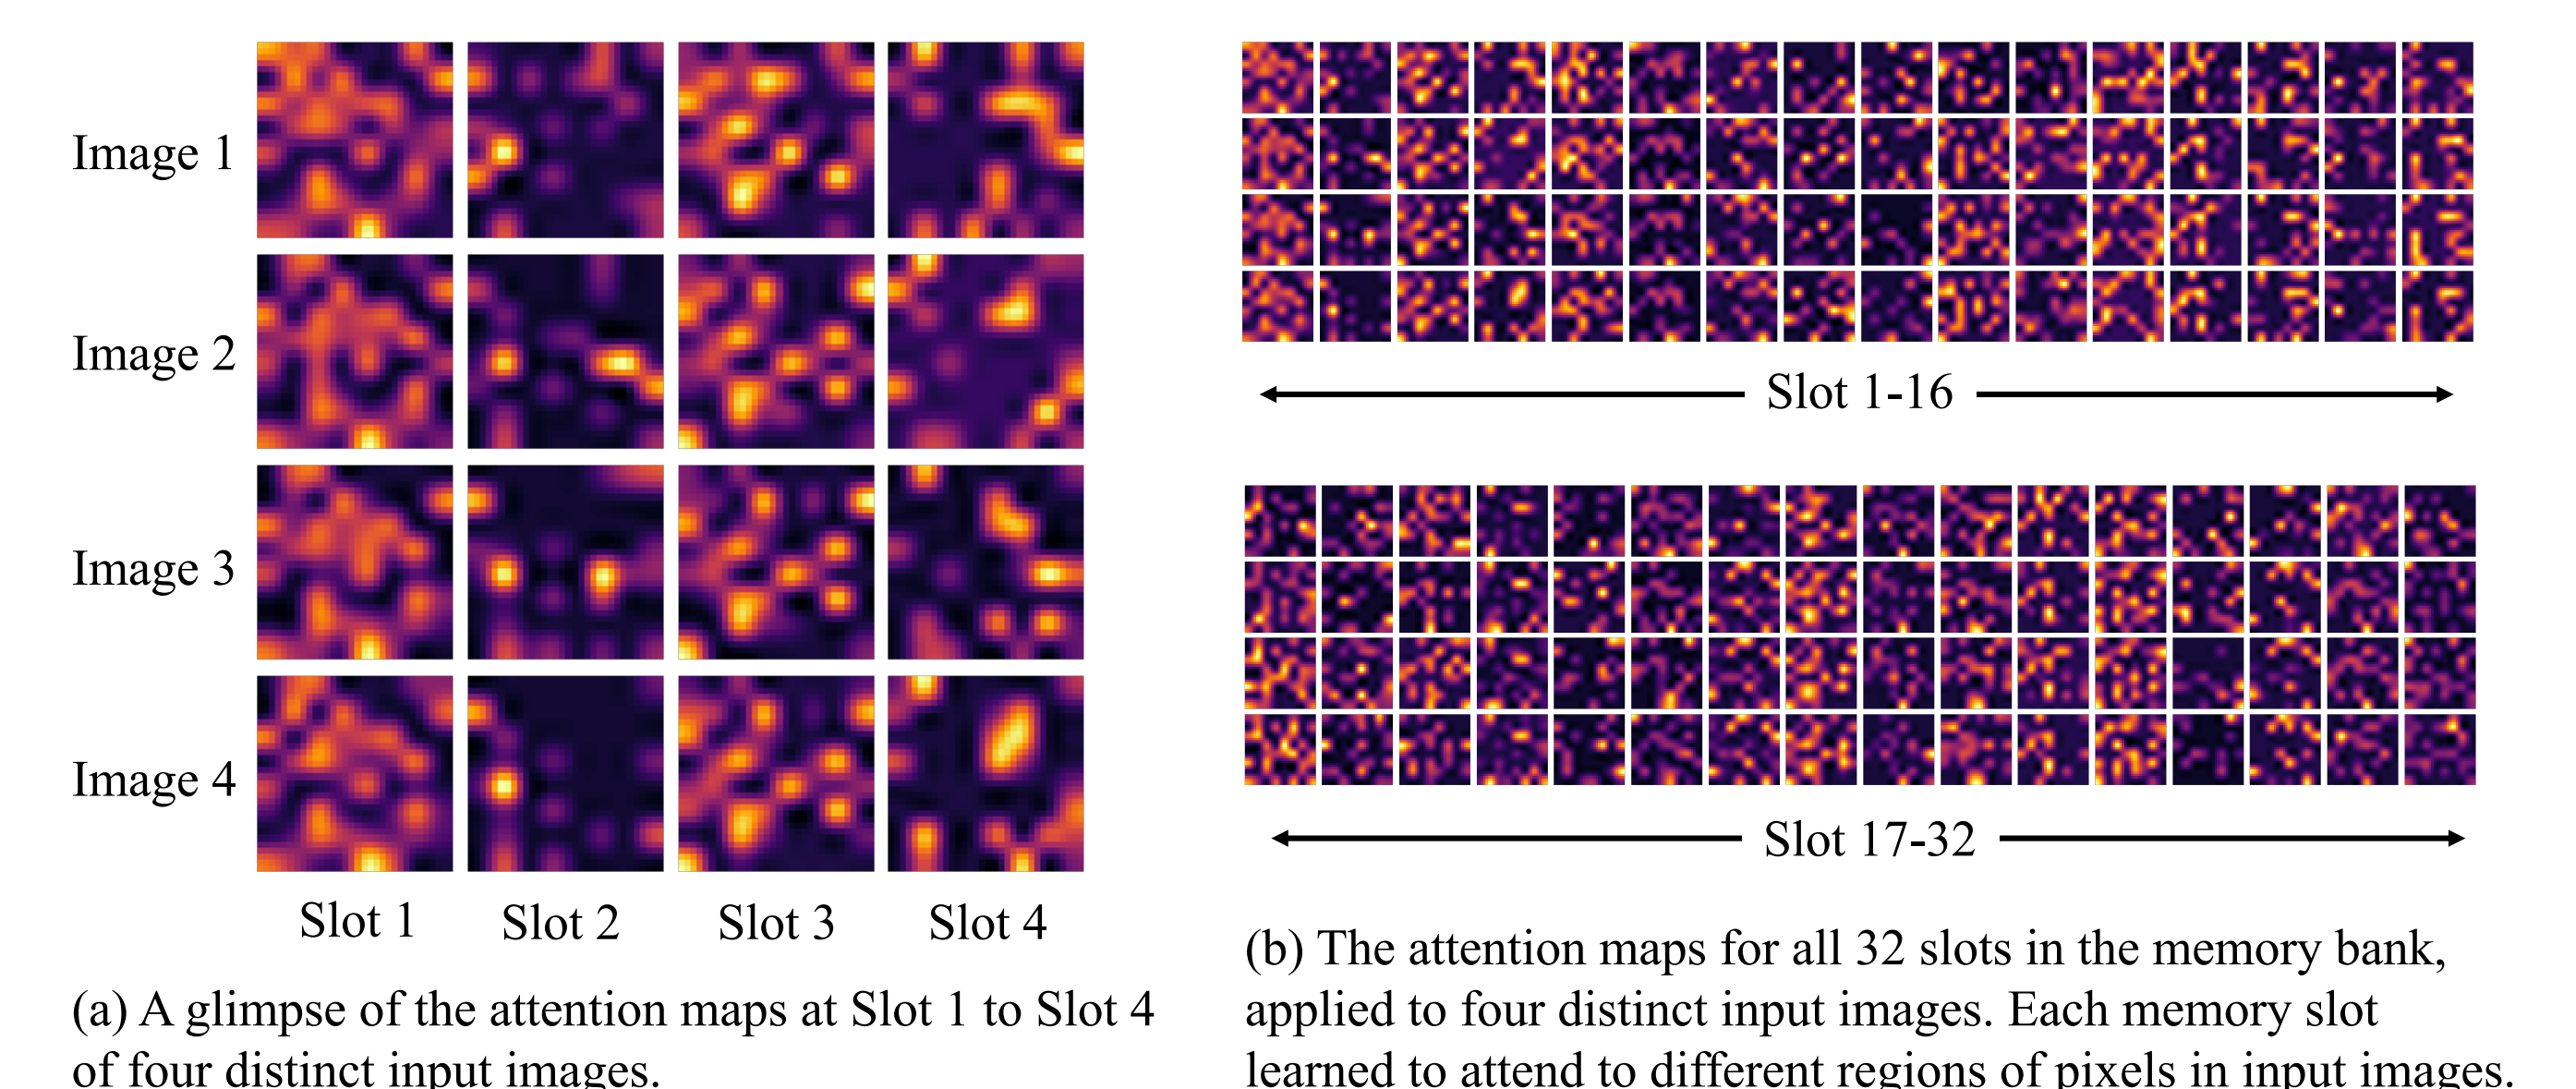 Image 1
Image 2
Image 3
Image 4
Slot 1
Slot 2
Slot 3
Slot 4
(a) A glimpse of the attention maps at Slot 1 to Slot 4
of four distinct input images.
Slot 1-16
Slot 17-32
(b) The attention maps for all 32 slots in the memory bank,
applied to four distinct input images. Each memory slot
learned to attend to different regions of pixels in input images.